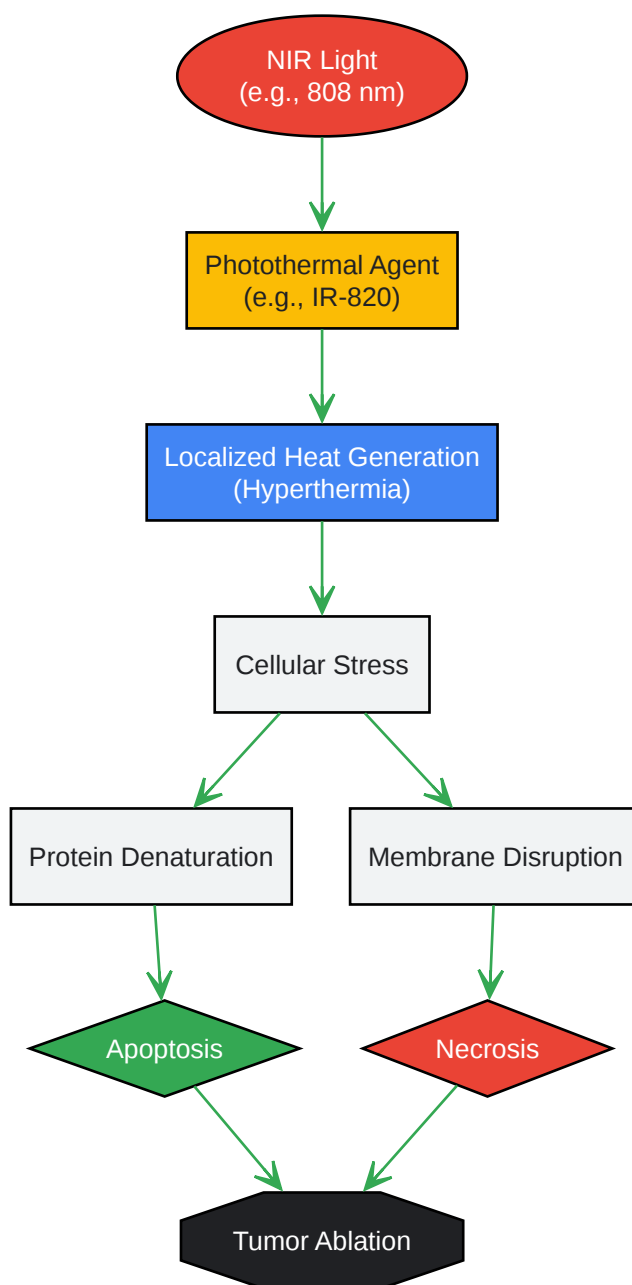 NIR Light
(e.g., 808 nm)
Photothermal Agent
(e.g., IR-820)
Localized Heat Generation
(Hyperthermia)
Cellular Stress
Protein Denaturation
Membrane Disruption
Apoptosis
Necrosis
Tumor Ablation